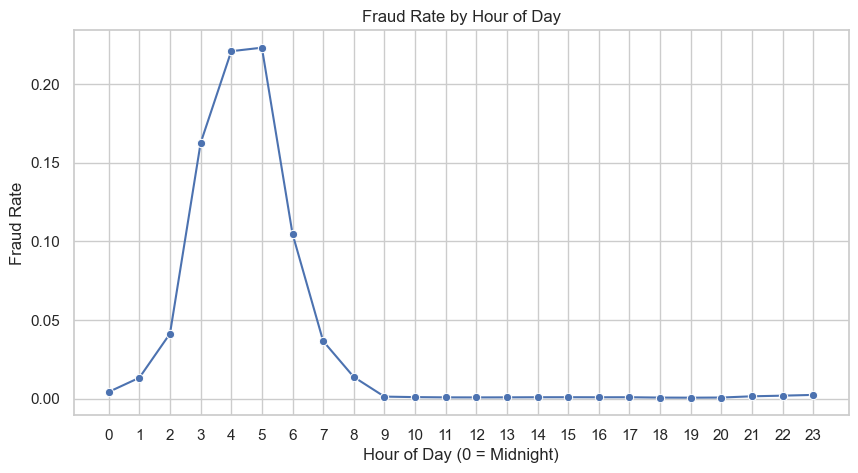 Fraud Rate by Hour of Day
Fraud Rate
0.20
0.15
0.10
0.05
0.00
0 1 2 3 4 5 6 7 8 9 10 11 12 13 14 15 16 17 18 19 20 21 22 23
Hour of Day (0 = Midnight)